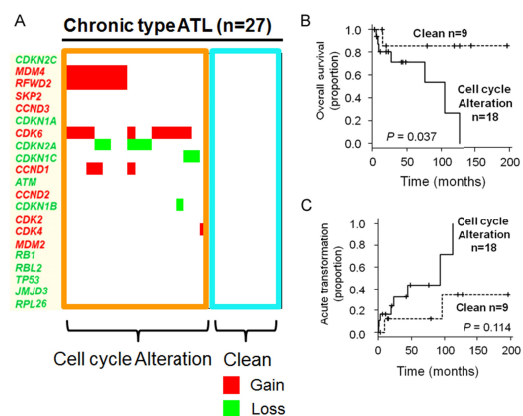 A
Chronic type ATL (n=27)
CDKN2C
MDM4
RFWD2
SKP2
CCND3
CDKN1A
CDK6
CDKN2A
CDKN1C
CCND1
ATM
CCND2
CDKN1B
CDK2
CDK4
MDM2
RB1
RBL2
TP53
JMJD3
RPL26
Cell cycle Alteration
Clean
Gain
Loss
B
Overall survival
(proportion)
1.0
0.8
0.6
0.4
0.2
0.0
Clean n=9
Cell cycle
Alteration
n=18
P = 0.037
0 50 100 150 200
Time (months)
C
Acute transformation
(proportion)
1.0
0.8
0.6
0.4
0.2
0.0
Cell cycle
Alteration
n=18
Clean n=9
P = 0.114
0 50 100 150 200
Time (months)